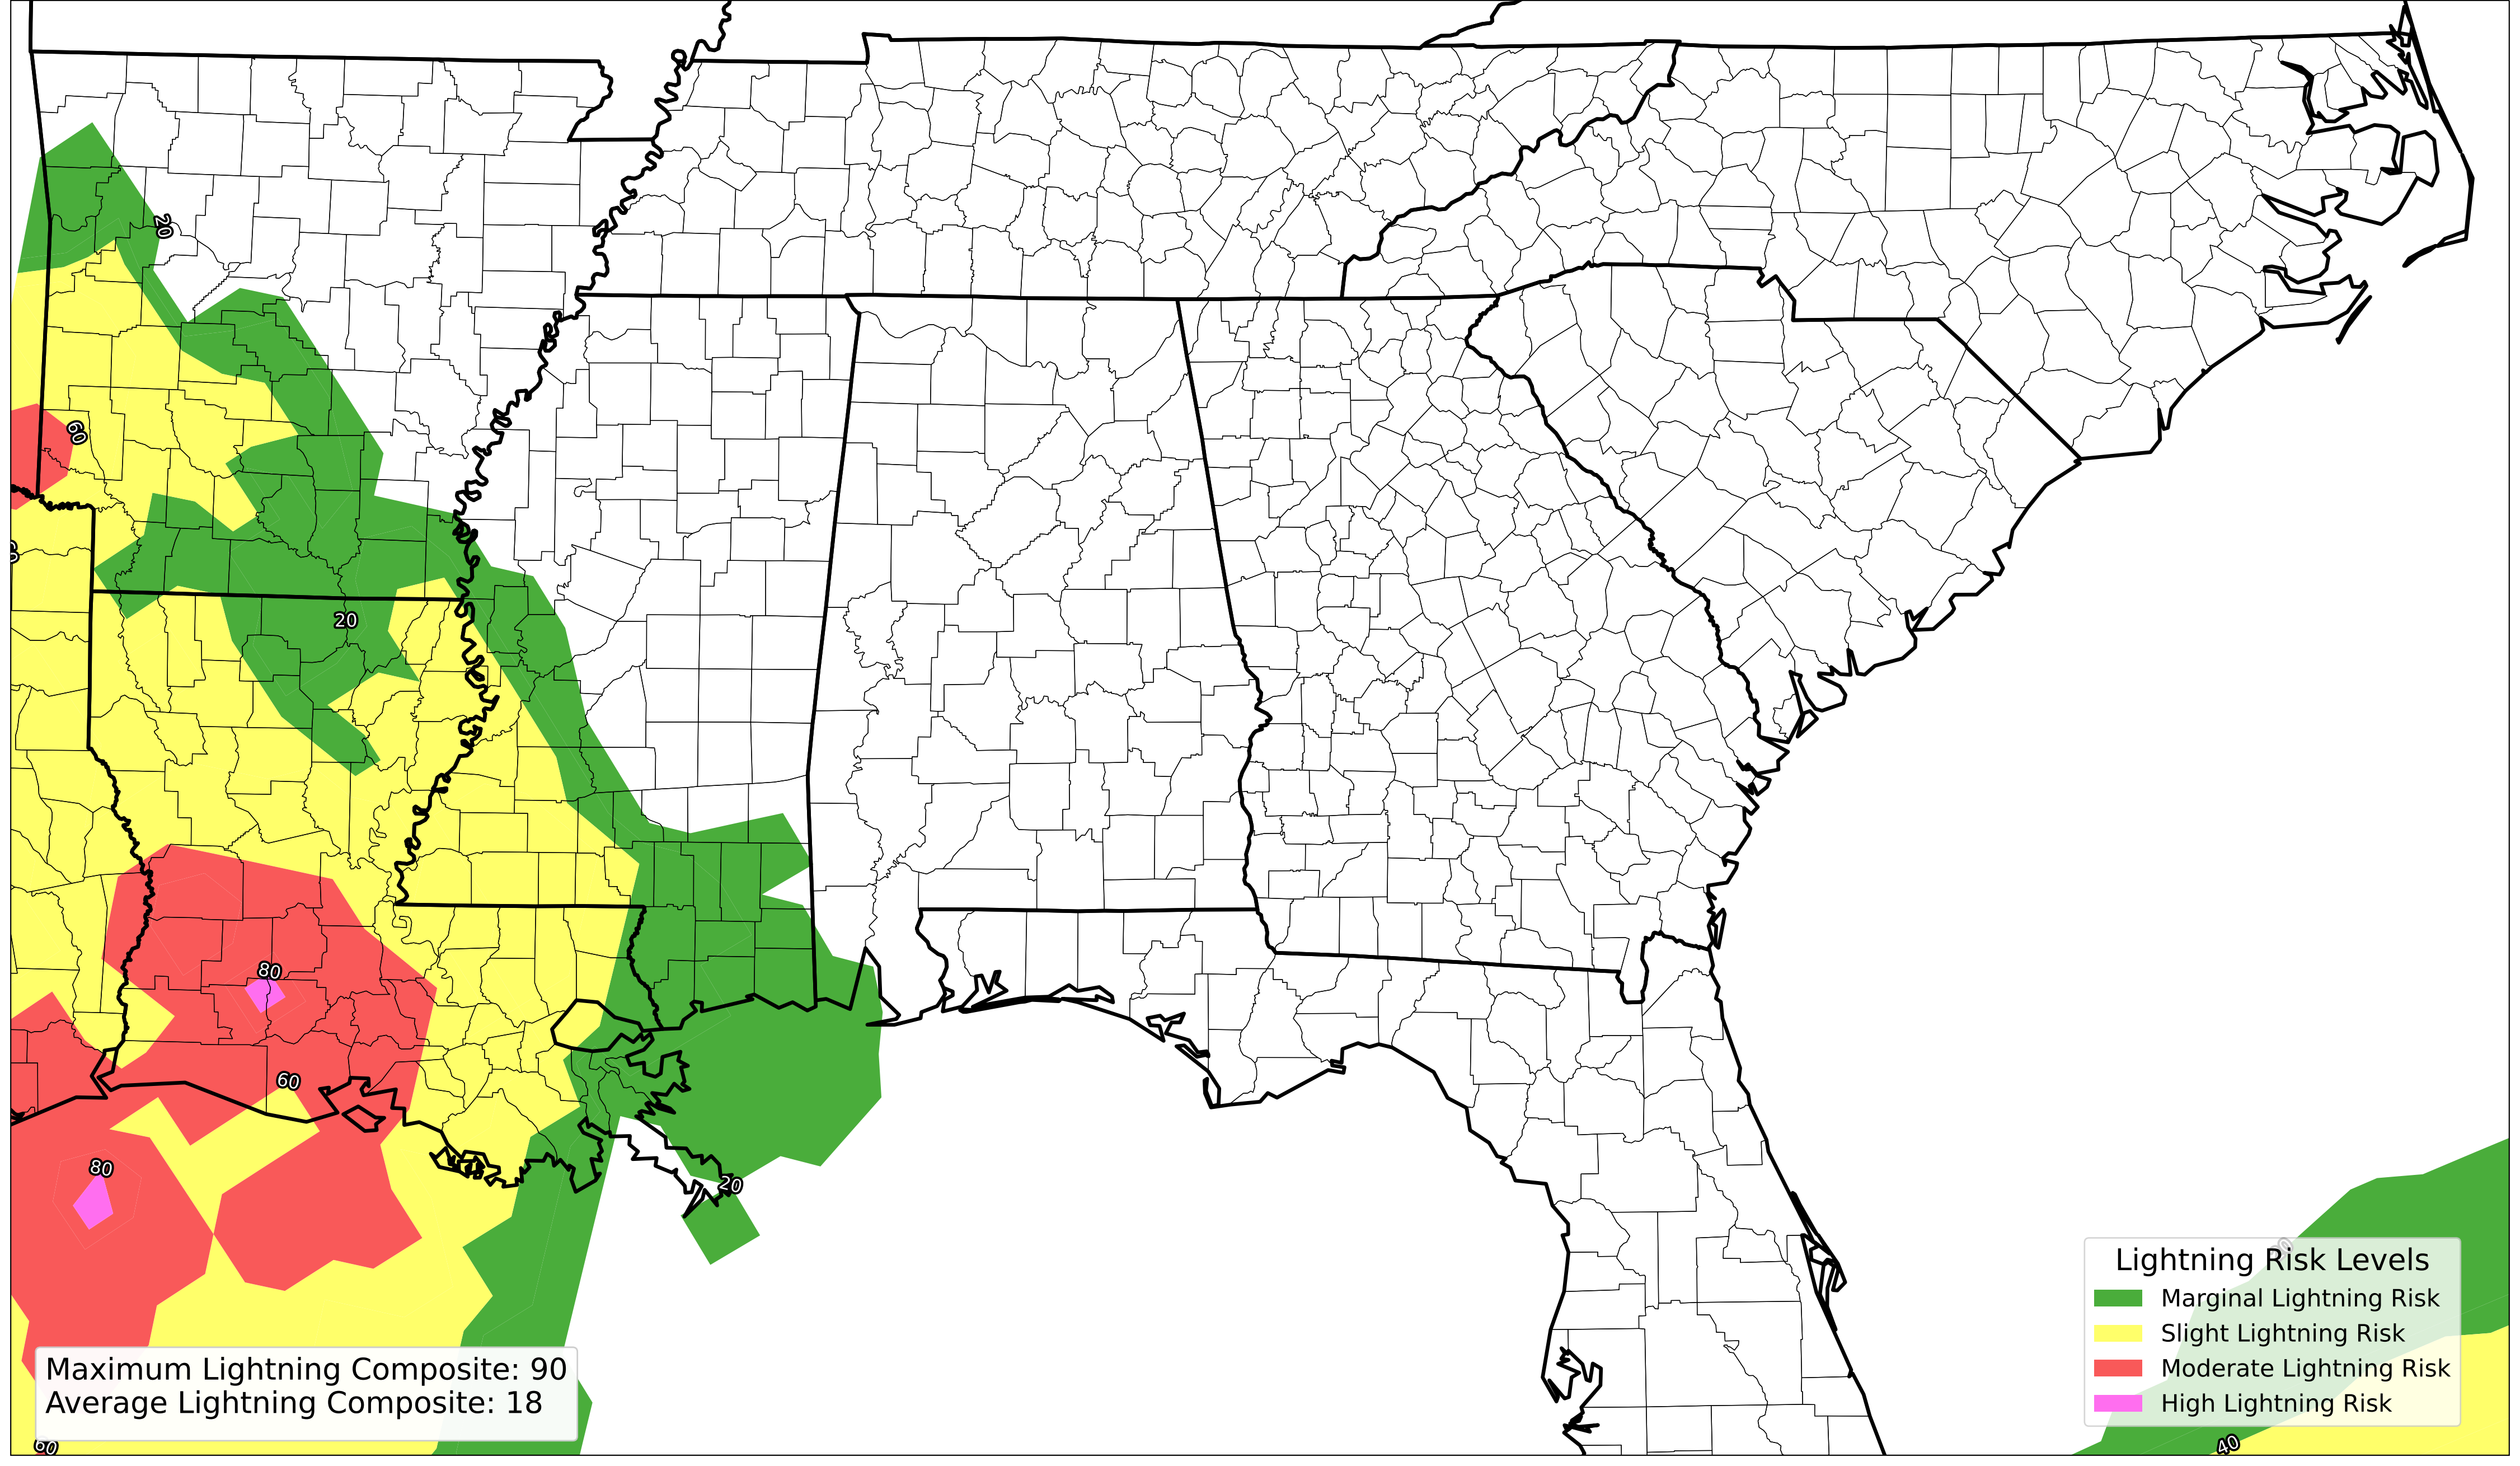 20
60
20
80
60
80
20
Lightning Risk Levels
Marginal Lightning Risk
Slight Lightning Risk
Moderate Lightning Risk
High Lightning Risk
Maximum Lightning Composite: 90
Average Lightning Composite: 18
60
40